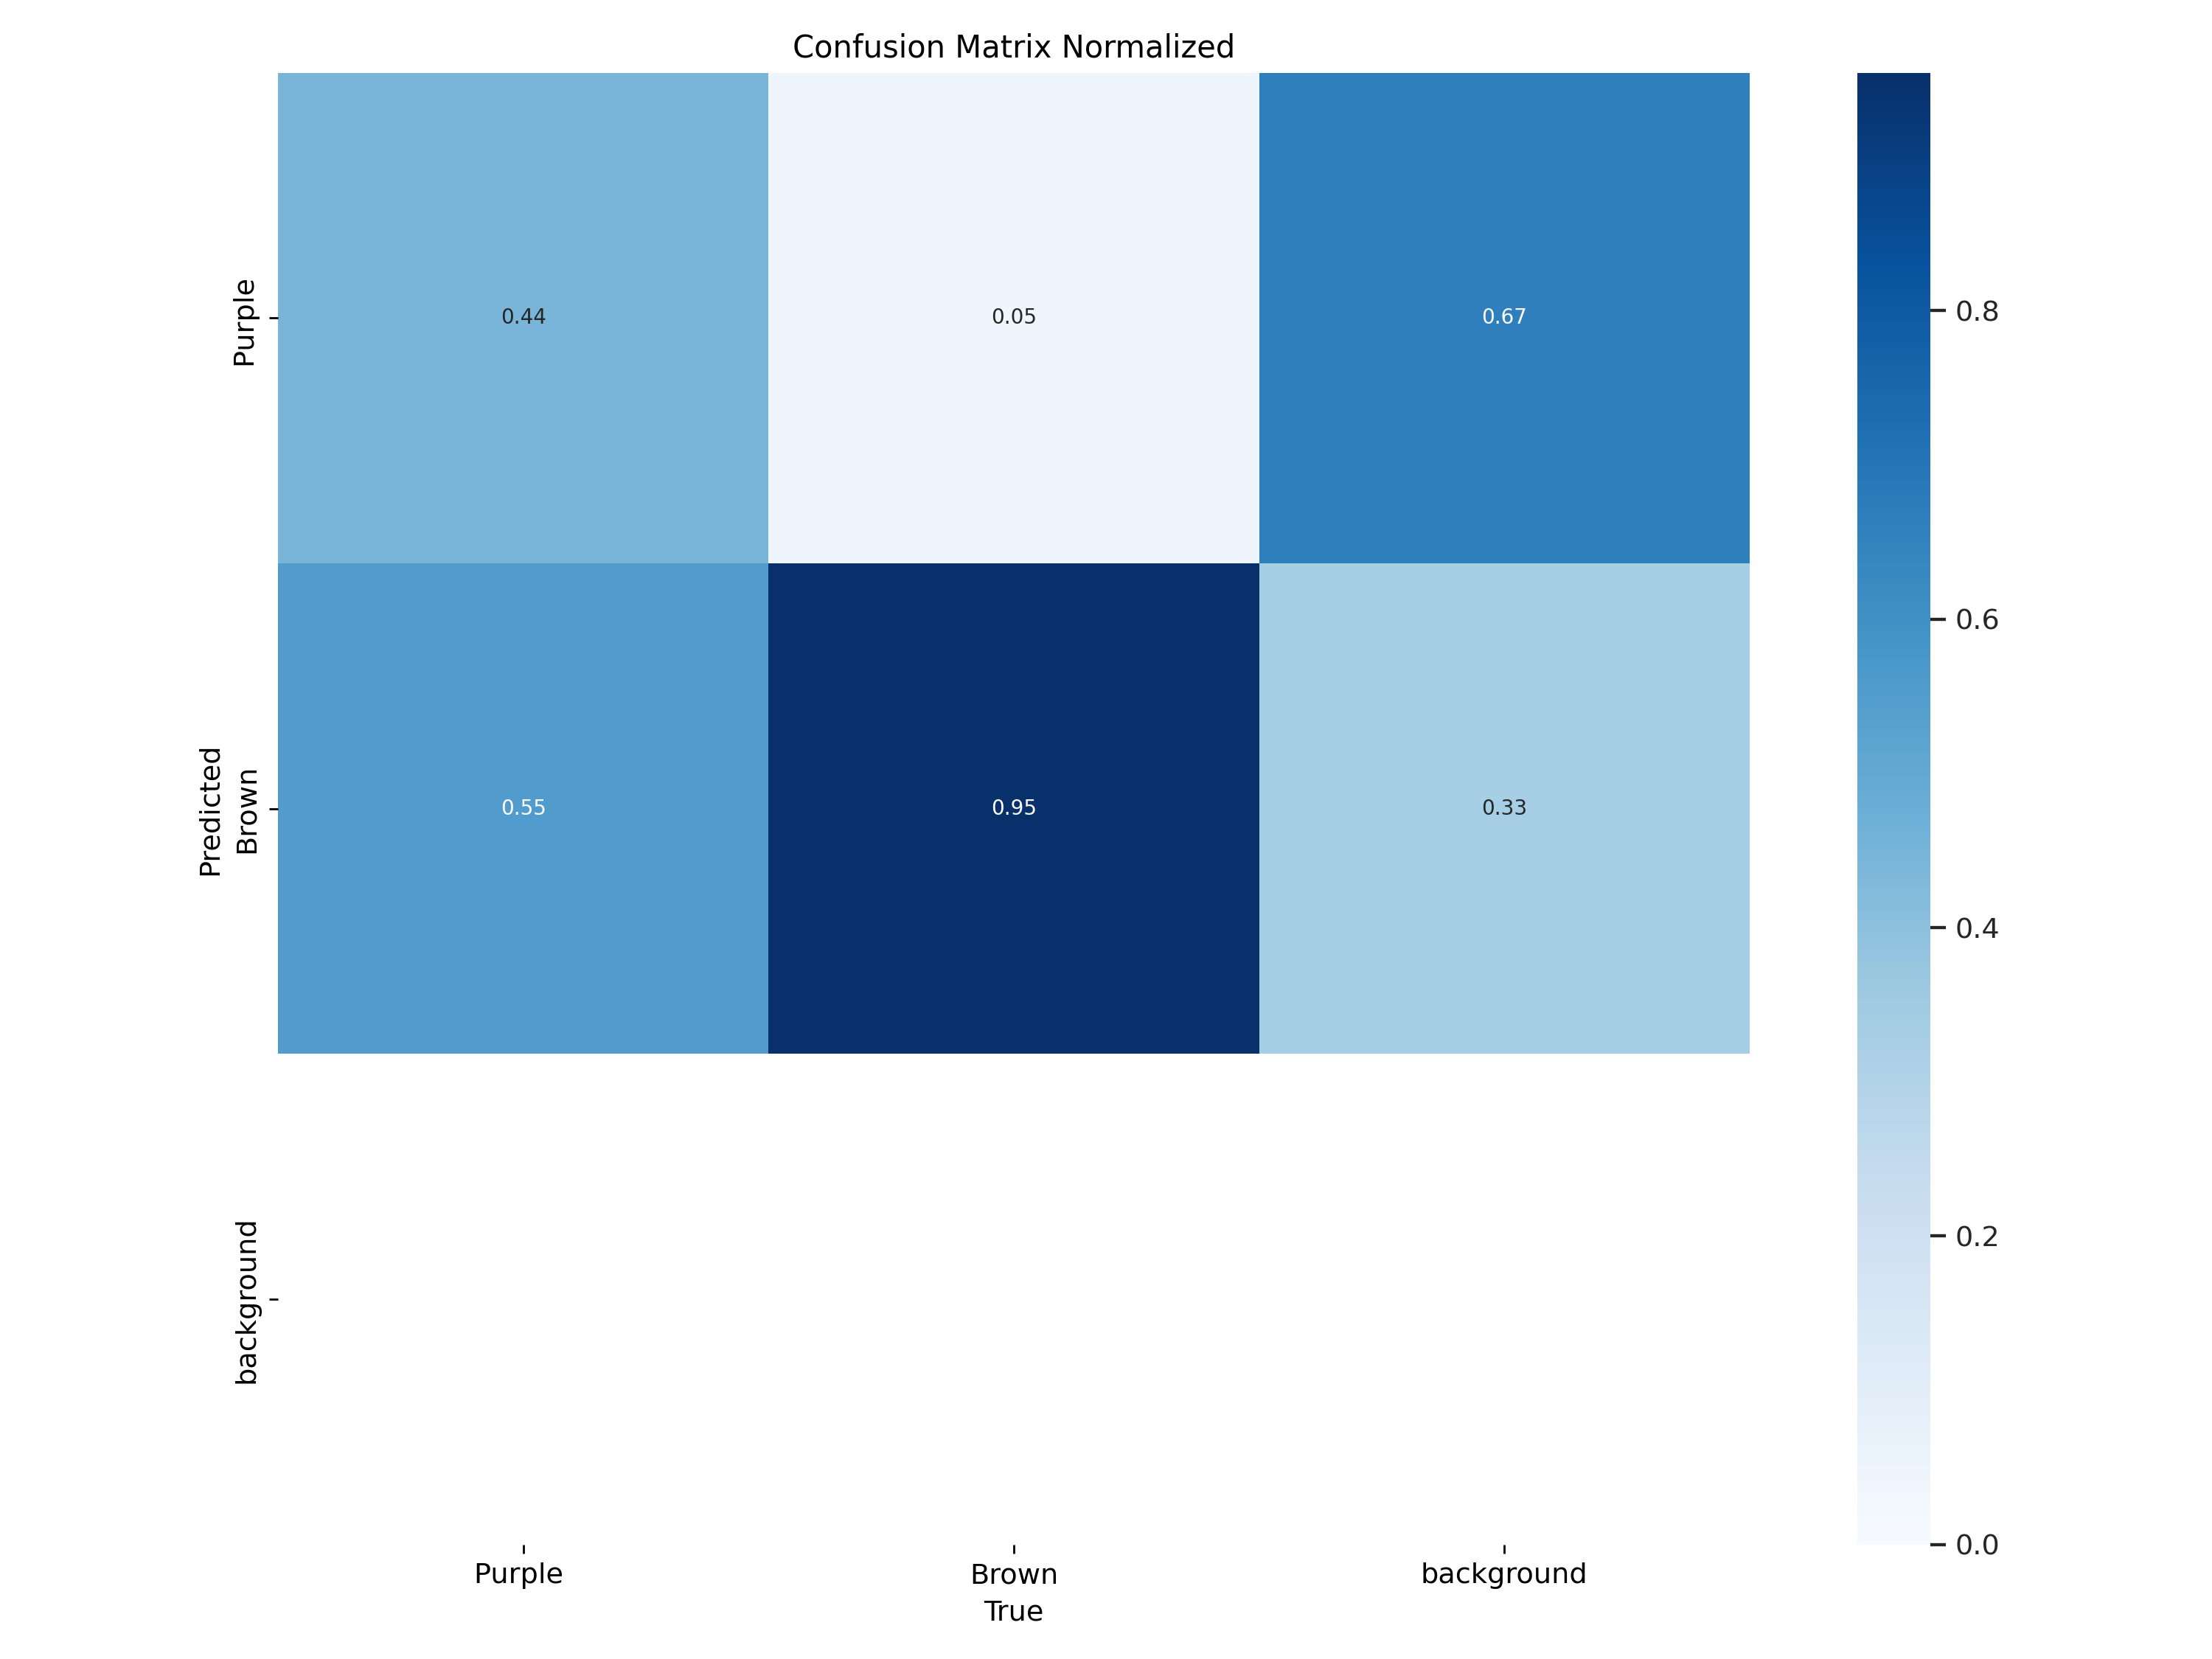 Confusion Matrix Normalized
Purple
0.44
0.05
0.67
0.8
0.6
Predicted
Brown
0.55
0.95
0.33
0.4
background
0.2
0.0
Purple
Brown
background
True